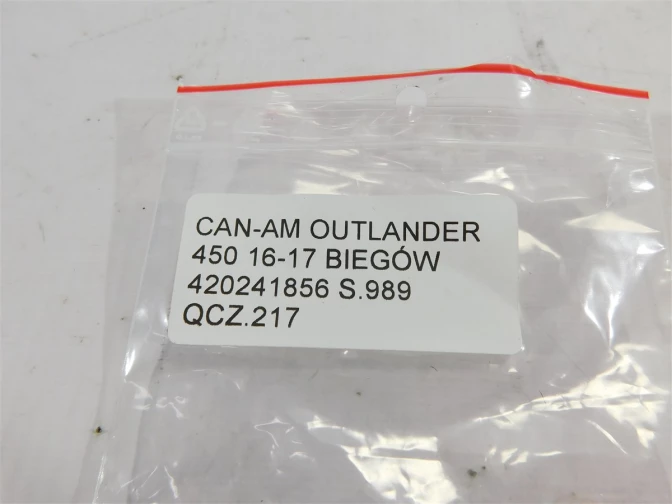 CAN-AM OUTLANDER
450 16-17 BIEGÓW
420241856 S.989
QCZ.217